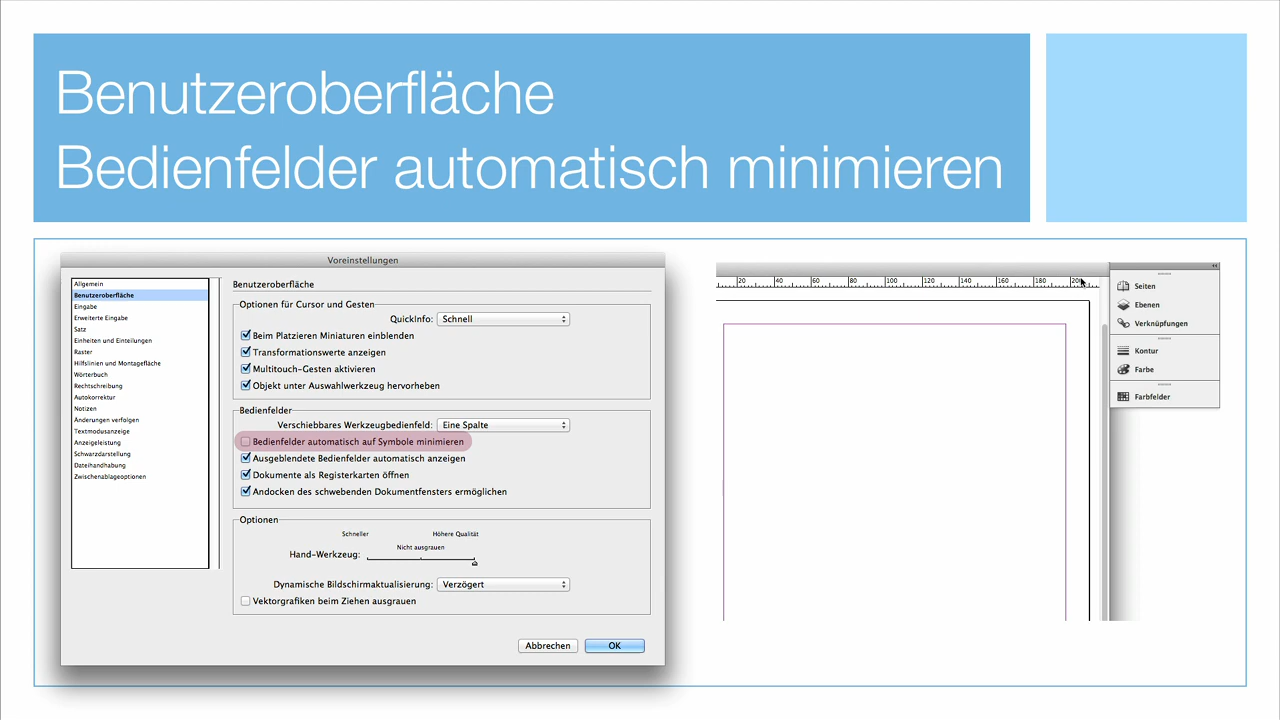 Benutzeroberfläche
Bedienfelder automatisch minimieren
Voreinstellungen
Allgemein
Benutzeroberfläche
Eingabe
Erweiterte Eingabe
Satz
Einheiten und Einteilungen
Raster
Hilfslinien und Montagefläche
Wörterbuch
Rechtschreibung
Autokorrektur
Notizen
Änderungen verfolgen
Textmodusanzeige
Anzeigeleistung
Schwarzdarstellung
Dateihandhabung
Zwischenablageoptionen
Benutzeroberfläche
Optionen für Cursor und Gesten
QuickInfo: Schnell
Beim Platzieren Miniaturen einblenden
Transformationswerte anzeigen
Multitouch-Gesten aktivieren
Objekt unter Auswahlwerkzeug hervorheben
Bedienfelder
Verschiebbares Werkzeugbedienfeld: Eine Spalte
Bedienfelder automatisch auf Symbole minimieren
Ausgeblendete Bedienfelder automatisch anzeigen
Dokumente als Registerkarten öffnen
Andocken des schwebenden Dokumentfensters ermöglichen
Optionen
Schneller Höhere Qualität
Nicht ausgrauen
Hand-Werkzeug:
Dynamische Bildschirmaktualisierung: Verzögert
Vektorgrafiken beim Ziehen ausgrauen
Abbrechen OK
20 40 60 80 100 120 140 160 180 200
Seiten
Ebenen
Verknüpfungen
Kontur
Farbe
Farbfelder